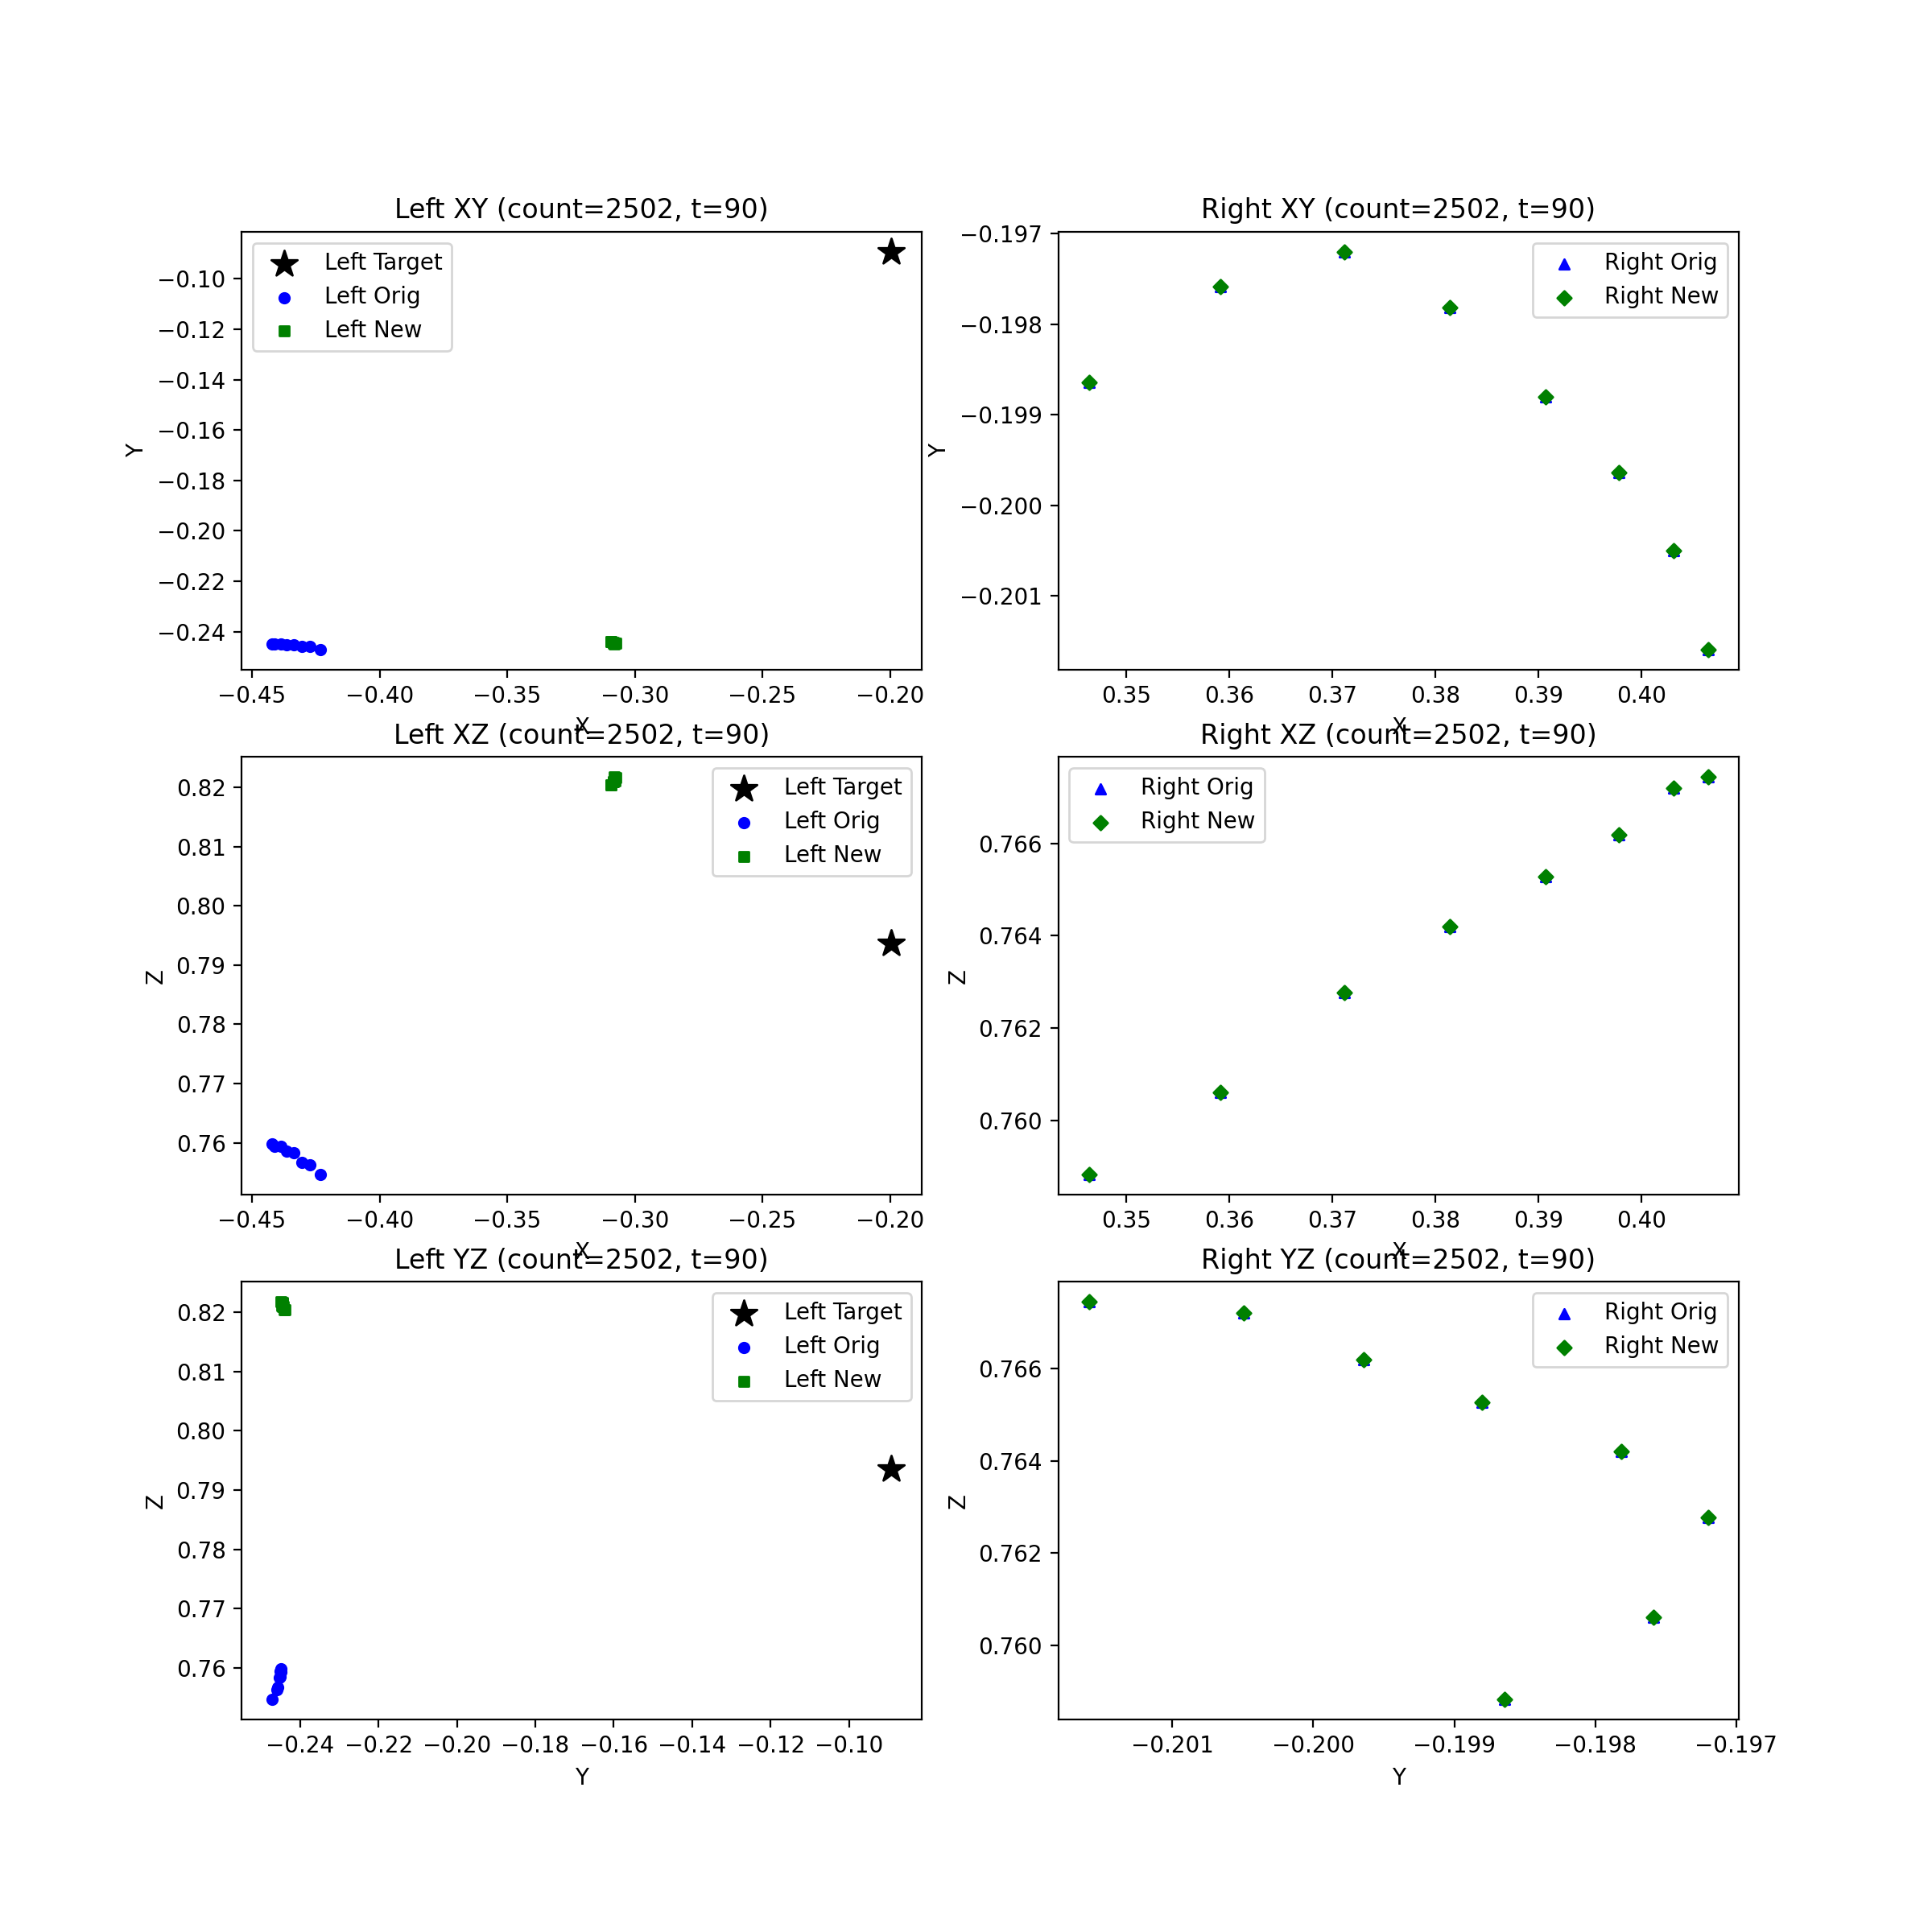 Left XY (count=2502, t=90)
Left Target
Left Orig
Left New
−0.10
−0.12
−0.14
−0.16
−0.18
−0.20
−0.22
−0.24
Y
−0.45 −0.40 −0.35 −0.30 −0.25 −0.20
X
Right XY (count=2502, t=90)
Right Orig
Right New
−0.197
−0.198
−0.199
−0.200
−0.201
Y
0.35 0.36 0.37 0.38 0.39 0.40
X
Left XZ (count=2502, t=90)
Left Target
Left Orig
Left New
0.82
0.81
0.80
0.79
0.78
0.77
0.76
Z
−0.45 −0.40 −0.35 −0.30 −0.25 −0.20
X
Right XZ (count=2502, t=90)
Right Orig
Right New
0.766
0.764
0.762
0.760
Z
0.35 0.36 0.37 0.38 0.39 0.40
X
Left YZ (count=2502, t=90)
Left Target
Left Orig
Left New
0.82
0.81
0.80
0.79
0.78
0.77
0.76
Z
−0.24 −0.22 −0.20 −0.18 −0.16 −0.14 −0.12 −0.10
Y
Right YZ (count=2502, t=90)
Right Orig
Right New
0.766
0.764
0.762
0.760
Z
−0.201 −0.200 −0.199 −0.198 −0.197
Y